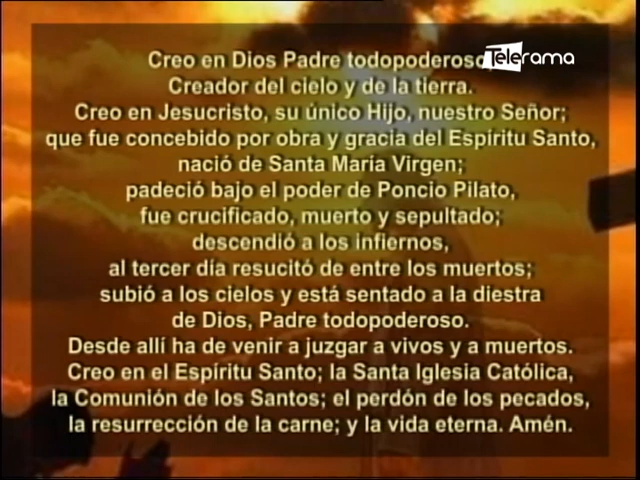 Telerama
Creo en Dios Padre todopoderoso,
Creador del cielo y de la tierra.
Creo en Jesucristo, su único Hijo, nuestro Señor;
que fue concebido por obra y gracia del Espíritu Santo,
nació de Santa María Virgen;
padeció bajo el poder de Poncio Pilato,
fue crucificado, muerto y sepultado;
descendió a los infiernos,
al tercer día resucitó de entre los muertos;
subió a los cielos y está sentado a la diestra
de Dios, Padre todopoderoso.
Desde allí ha de venir a juzgar a vivos y a muertos.
Creo en el Espíritu Santo; la Santa Iglesia Católica,
la Comunión de los Santos; el perdón de los pecados,
la resurrección de la carne; y la vida eterna. Amén.